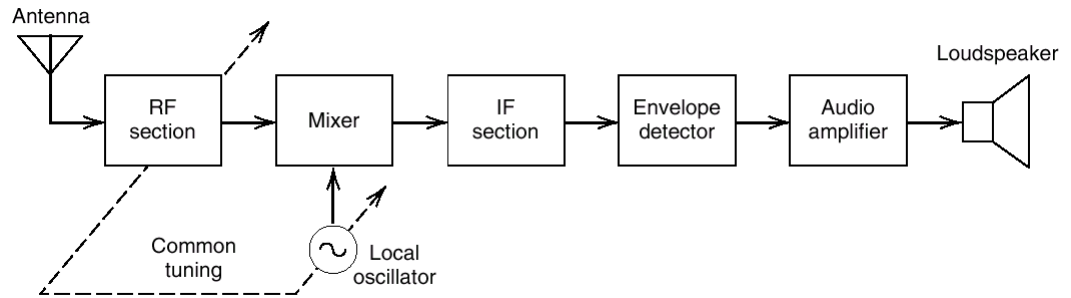 Antenna
RF
section
Mixer
IF
section
Envelope
detector
Audio
amplifier
Loudspeaker
Common
tuning
Local
oscillator